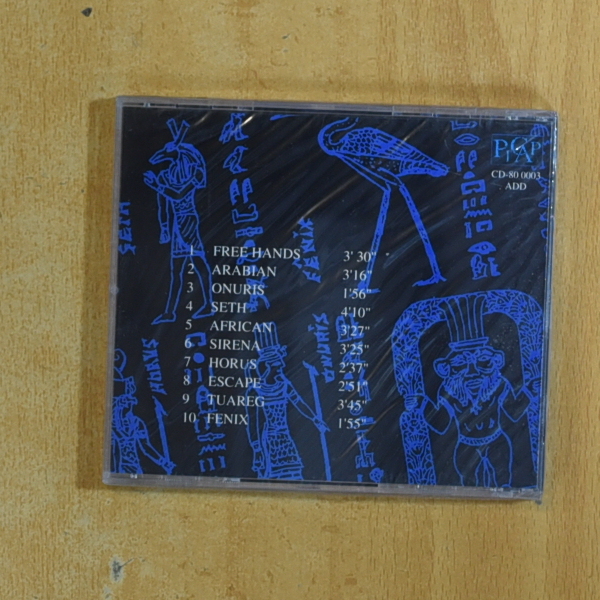 PQAP
CD-80 0003
ADD
SETH
FENIX
1 FREE HANDS 3' 30"
2 ARABIAN 3'16"
3 ONURIS 1'56"
4 SETH 4'10"
5 AFRICAN 3'27"
6 SIRENA 3'25"
7 HORUS 2'37"
8 ESCAPE 2'51"
9 TUAREG 3'45"
10 FENIX 1'55"
HORUS
ONURIS